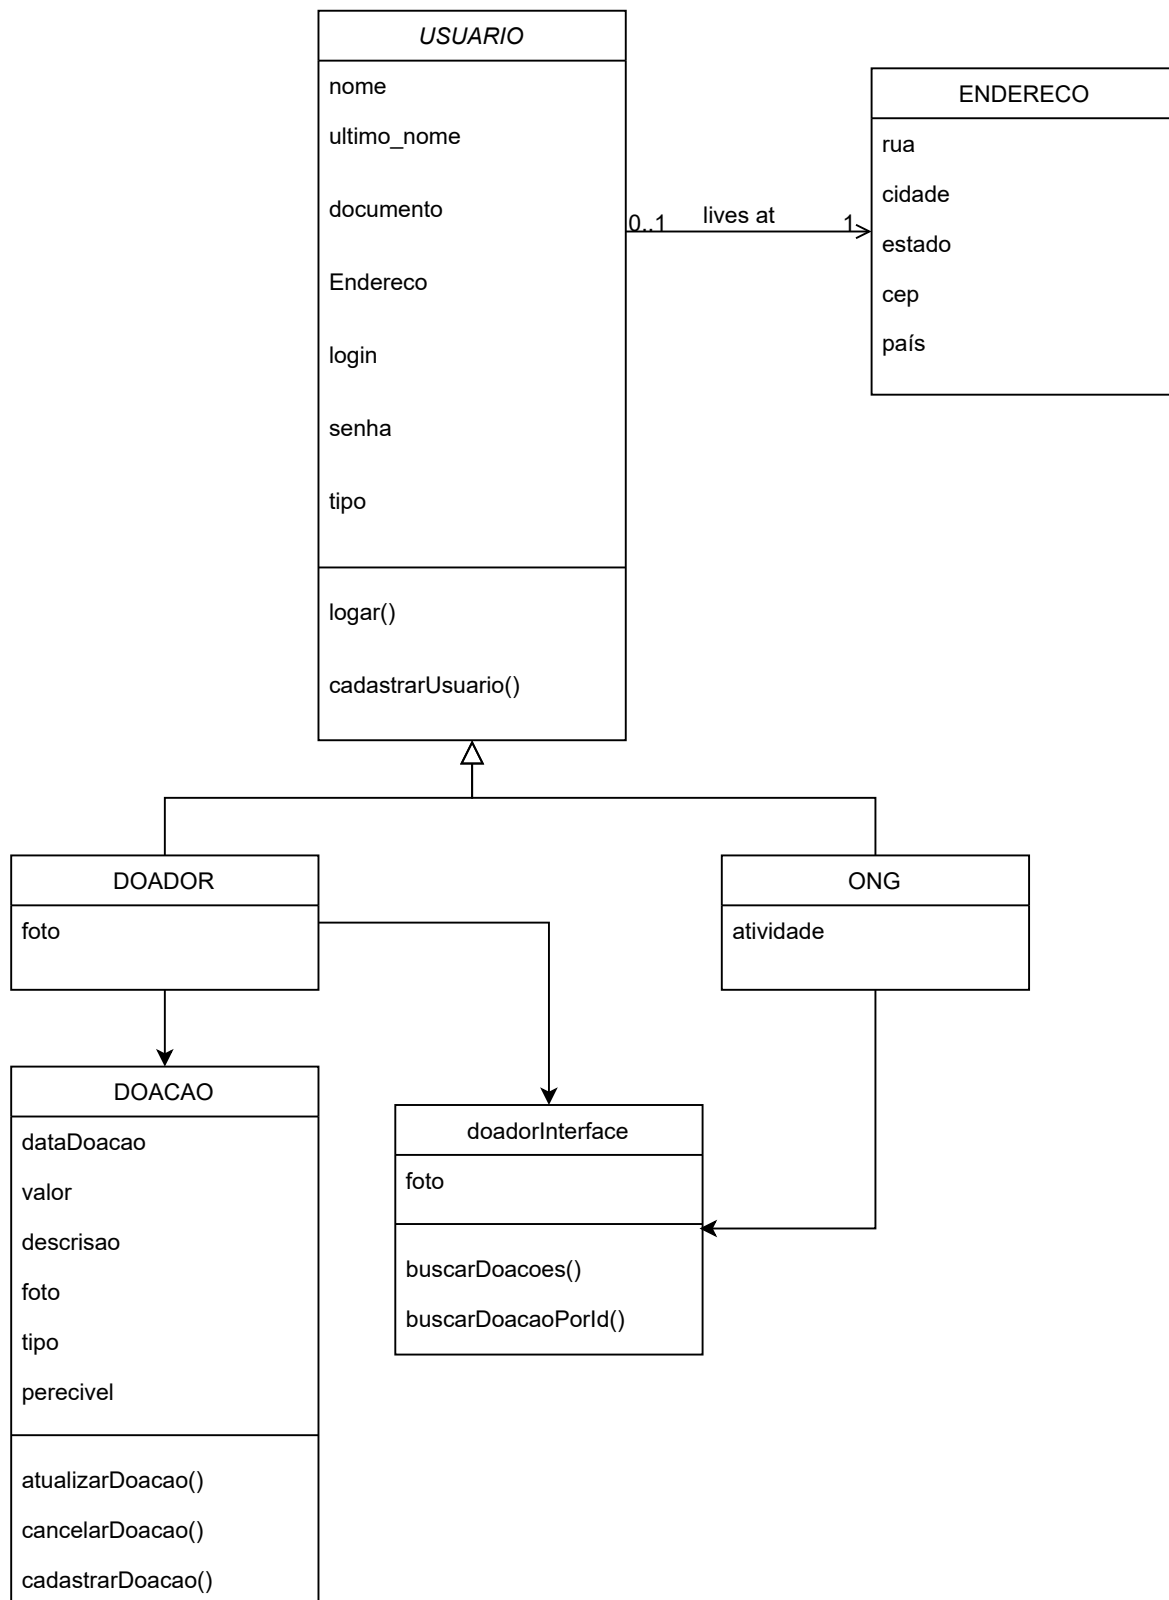 USUARIO
nome
ultimo_nome
documento
Endereco
login
senha
tipo
logar()
cadastrarUsuario()
0..1
lives at
1
ENDERECO
rua
cidade
estado
cep
país
DOADOR
foto
ONG
atividade
DOACAO
dataDoacao
valor
descrisao
foto
tipo
perecivel
atualizarDoacao()
cancelarDoacao()
cadastrarDoacao()
doadorInterface
foto
buscarDoacoes()
buscarDoacaoPorId()